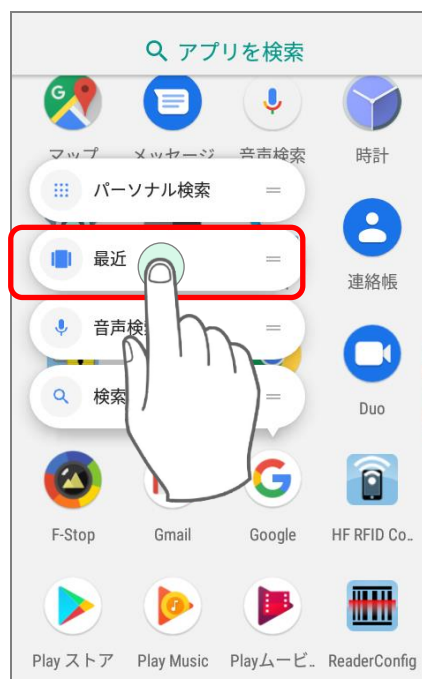 アプリを検索
マップ メッセージ 音声検索 時計
パーソナル検索
最近
連絡帳
音声検
検索
Duo
F-Stop Gmail Google HF RFID Co..
Play ストア Play Music Playムービ.. ReaderConfig